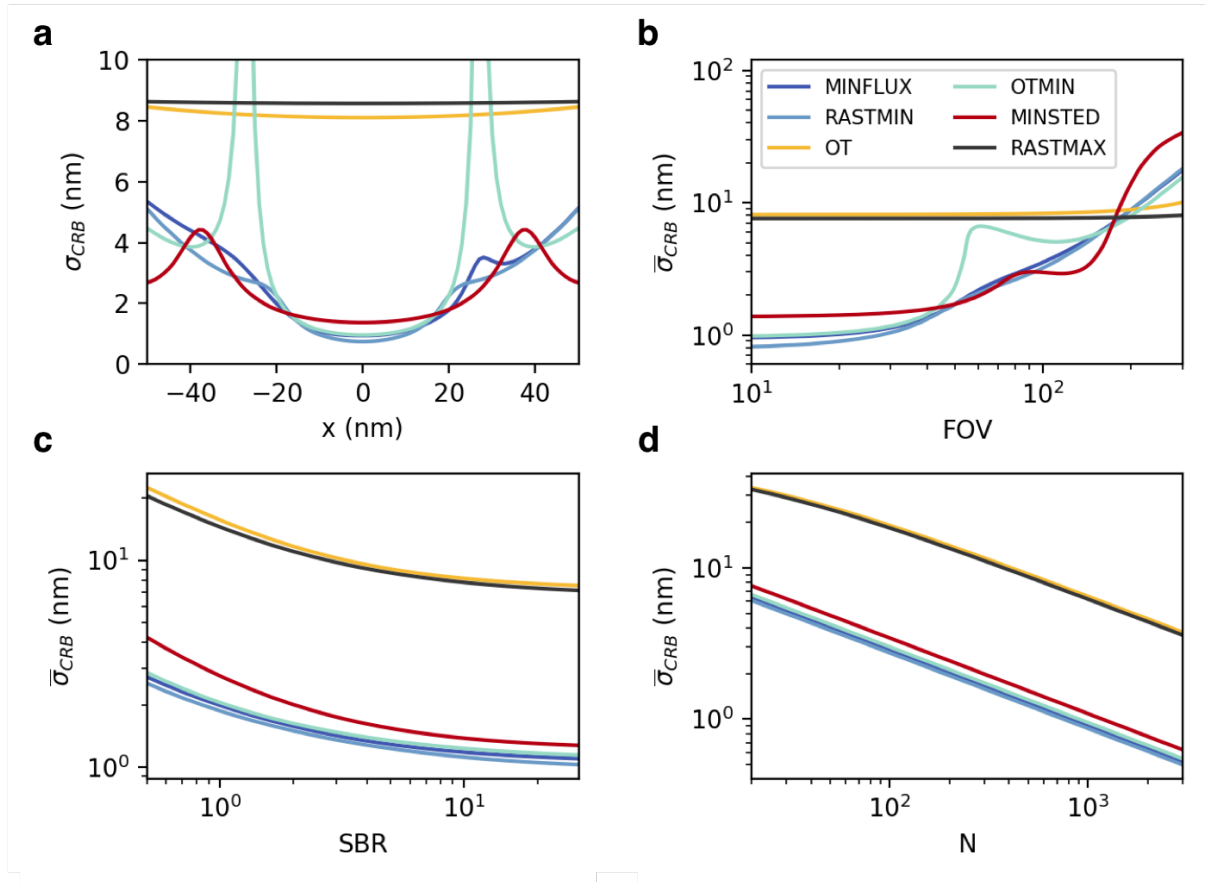 a
10
8
6
4
2
0
σCRB (nm)
−40 −20 0 20 40
x (nm)
b
10²
10¹
10⁰
σ̅CRB (nm)
MINFLUX OTMIN
RASTMIN MINSTED
OT RASTMAX
10¹ 10²
FOV
c
10¹
10⁰
σ̅CRB (nm)
10⁰ 10¹
SBR
d
10¹
10⁰
σ̅CRB (nm)
10² 10³
N